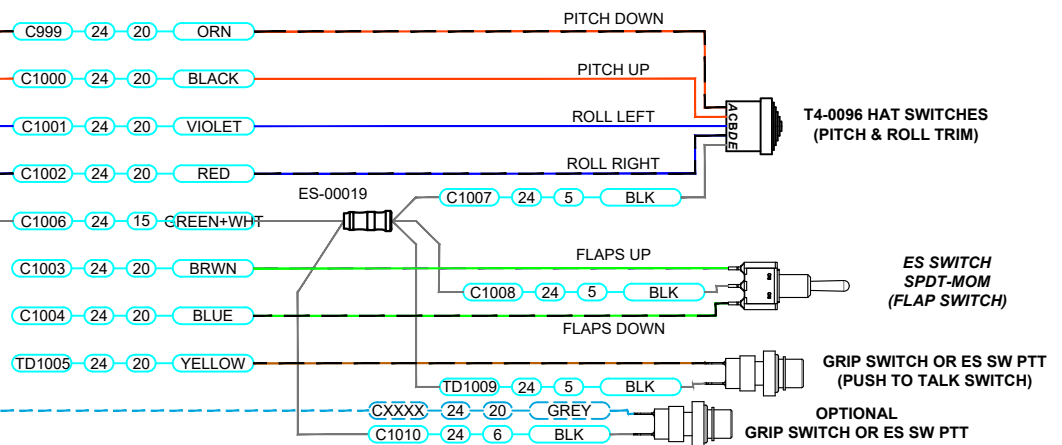 PITCH DOWN
C999 24 20 ORN
PITCH UP
C1000 24 20 BLACK
ROLL LEFT
C1001 24 20 VIOLET
ROLL RIGHT
C1002 24 20 RED
A
C
B
D
E
T4-0096 HAT SWITCHES
(PITCH & ROLL TRIM)
ES-00019
C1007 24 5 BLK
C1006 24 15 GREEN+WHT
FLAPS UP
C1003 24 20 BRWN
C1008 24 5 BLK
C1004 24 20 BLUE
FLAPS DOWN
ES SWITCH
SPDT-MOM
(FLAP SWITCH)
TD1005 24 20 YELLOW
TD1009 24 5 BLK
GRIP SWITCH OR ES SW PTT
(PUSH TO TALK SWITCH)
CXXXX 24 20 GREY
C1010 24 6 BLK
OPTIONAL
GRIP SWITCH OR ES SW PTT